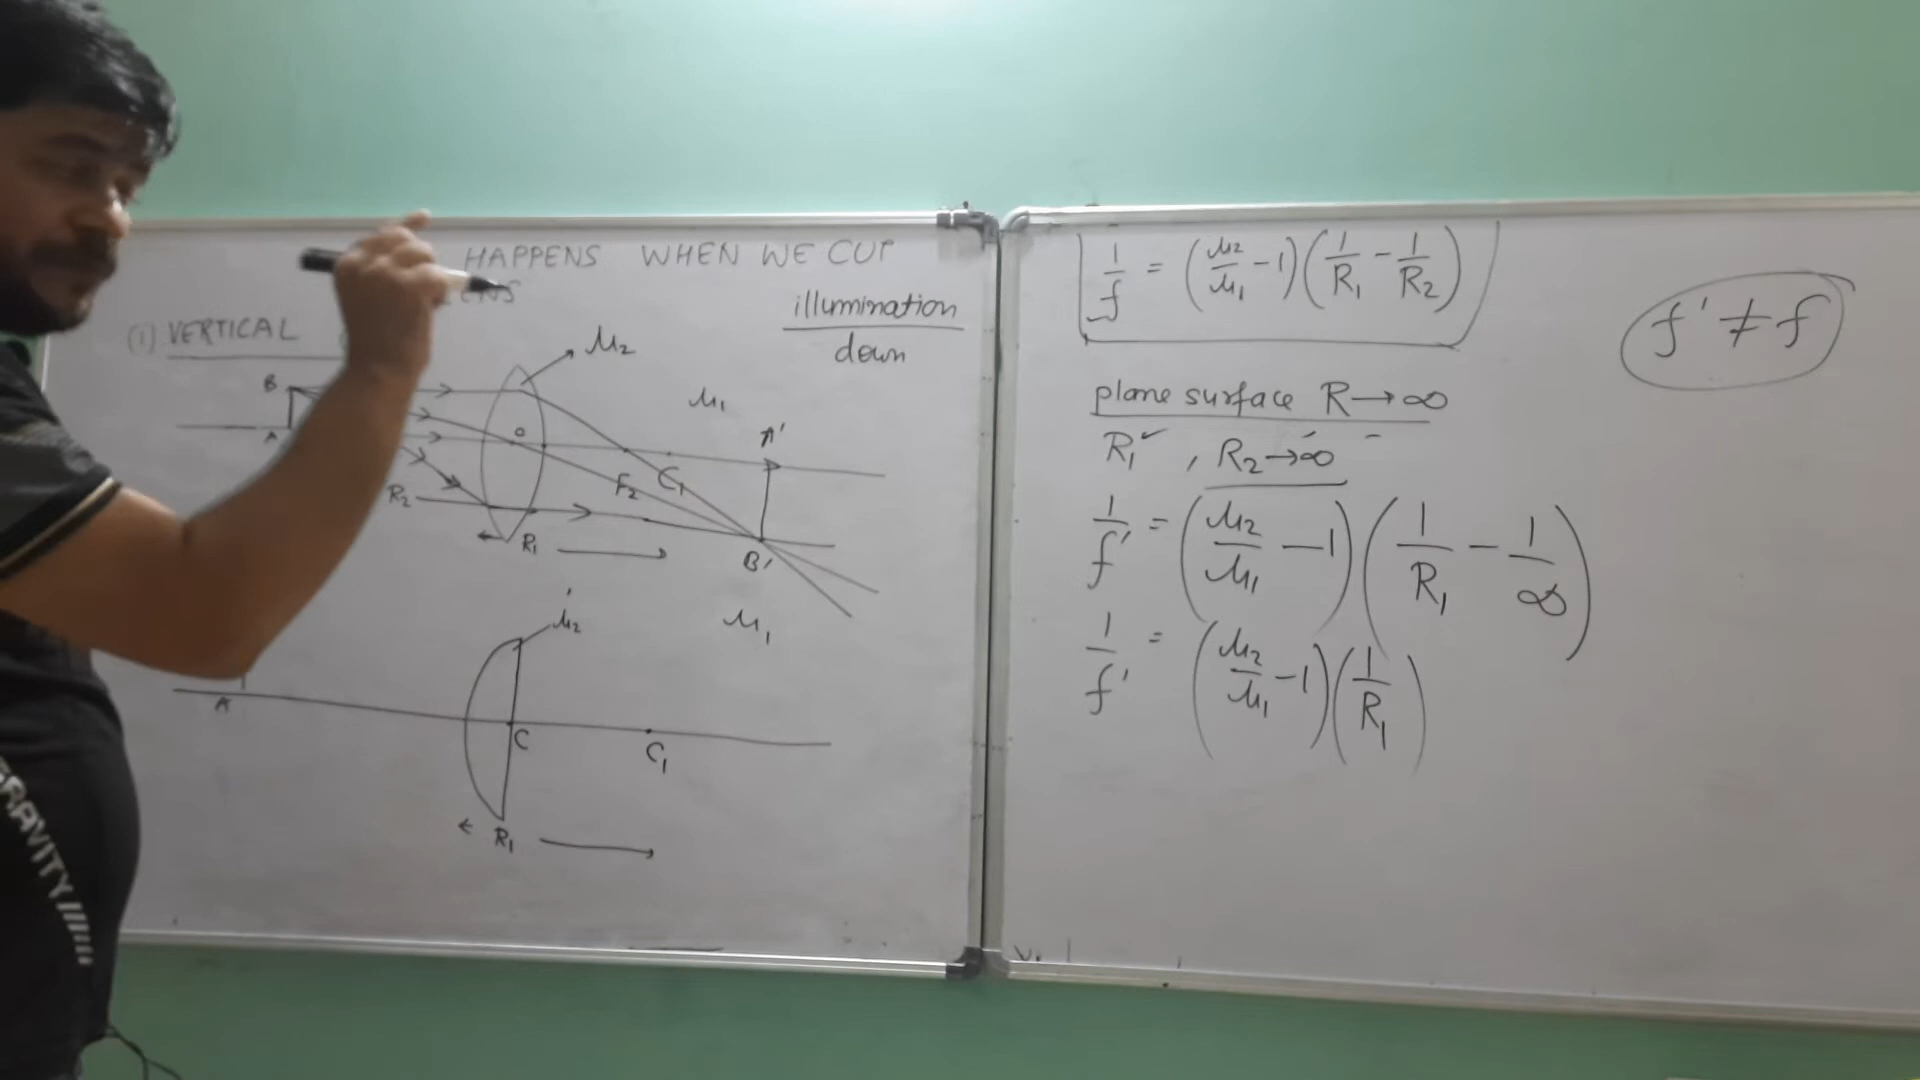 HAPPENS WHEN WE CUT
LENS
(i) VERTICAL
illumination
down
μ2
B
μ1
A
O
A'
F2
C1
R2
R1
B'
μ2
μ1
A
C
C1
R1
1/f = (μ2/μ1 - 1)(1/R1 - 1/R2)
f' ≠ f
plane surface R → ∞
R1 ✓, R2 → ∞
1/f' = (μ2/μ1 - 1)(1/R1 - 1/∞)
1/f' = (μ2/μ1 - 1)(1/R1)
GRAVITY/////